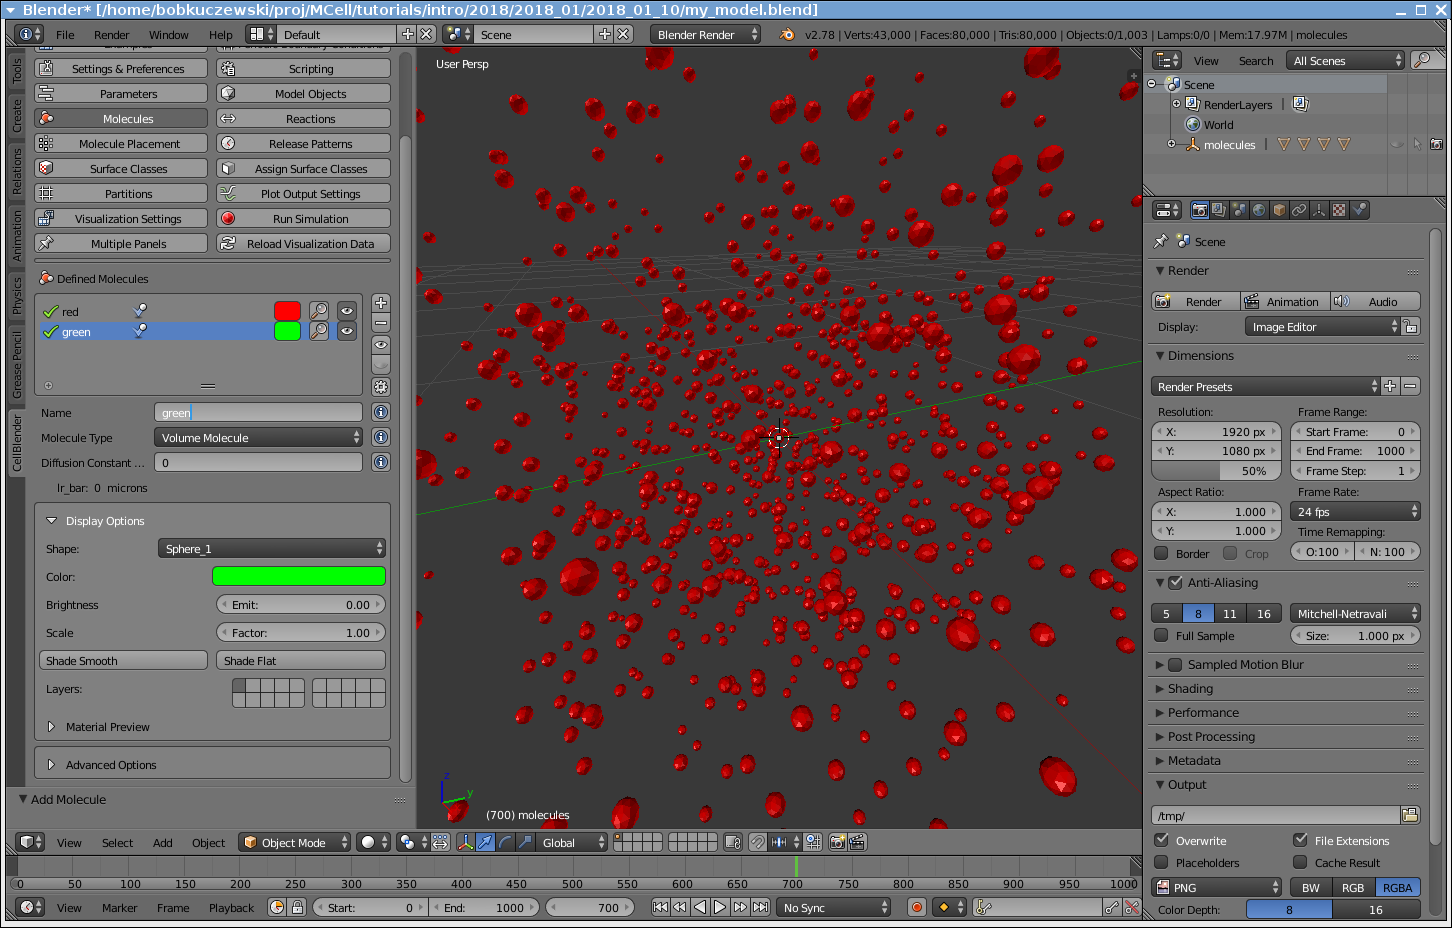 Blender* [/home/bobkuczewski/proj/MCell/tutorials/intro/2018/2018_01/2018_01_10/my_model.blend]
File Render Window Help Default Scene Blender Render v2.78 | Verts:43,000 | Faces:80,000 | Tris:80,000 | Objects:0/1,003 | Lamps:0/0 | Mem:17.97M | molecules
Tools
Create
Relations
Animation
Physics
Grease Pencil
CellBlender
Settings & Preferences Scripting
Parameters Model Objects
Molecules Reactions
Molecule Placement Release Patterns
Surface Classes Assign Surface Classes
Partitions Plot Output Settings
Visualization Settings Run Simulation
Multiple Panels Reload Visualization Data
Defined Molecules
red
green
Name green
Molecule Type Volume Molecule
Diffusion Constant ... 0
lr_bar: 0 microns
Display Options
Shape: Sphere_1
Color:
Brightness Emit: 0.00
Scale Factor: 1.00
Shade Smooth Shade Flat
Layers:
Material Preview
Advanced Options
Add Molecule
User Persp
z
y
(700) molecules
View Select Add Object Object Mode Global
0 50 100 150 200 250 300 350 400 450 500 550 600 650 700 750 800 850 900 950 1000
View Marker Frame Playback Start: 0 End: 1000 700 No Sync
View Search All Scenes
Scene
RenderLayers |
World
molecules |
Scene
Render
Render Animation Audio
Display: Image Editor
Dimensions
Render Presets
Resolution: Frame Range:
X: 1920 px Start Frame: 0
Y: 1080 px End Frame: 1000
50% Frame Step: 1
Aspect Ratio: Frame Rate:
X: 1.000 24 fps
Y: 1.000 Time Remapping:
Border Crop O:100 N: 100
Anti-Aliasing
5 8 11 16 Mitchell-Netravali
Full Sample Size: 1.000 px
Sampled Motion Blur
Shading
Performance
Post Processing
Metadata
Output
/tmp/
Overwrite File Extensions
Placeholders Cache Result
PNG BW RGB RGBA
Color Depth: 8 16